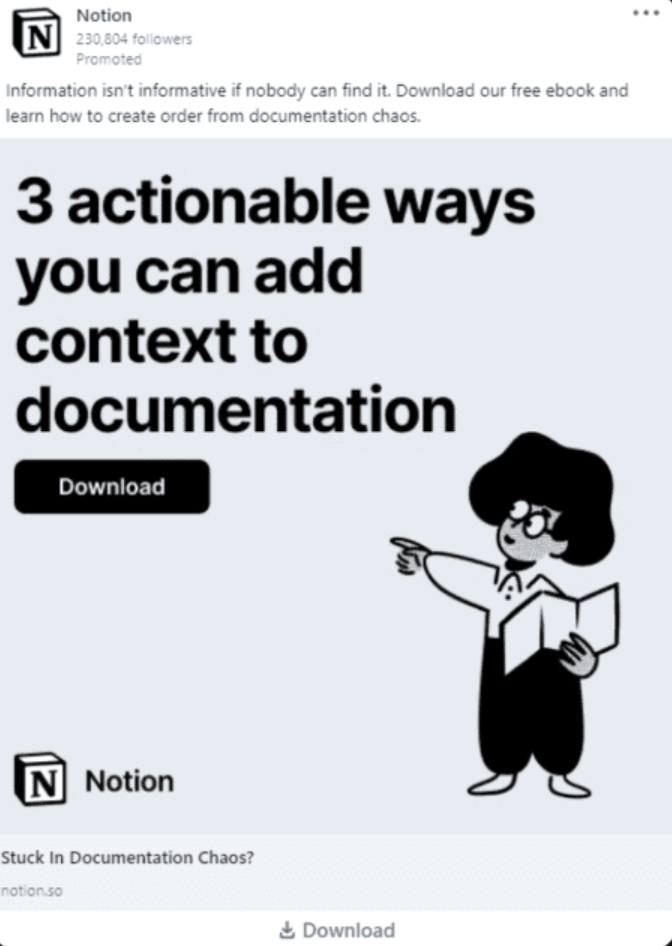 Notion
230,804 followers
Promoted
Information isn't informative if nobody can find it. Download our free ebook and
learn how to create order from documentation chaos.
3 actionable ways
you can add
context to
documentation
Download
N Notion
Stuck In Documentation Chaos?
notion.so
Download